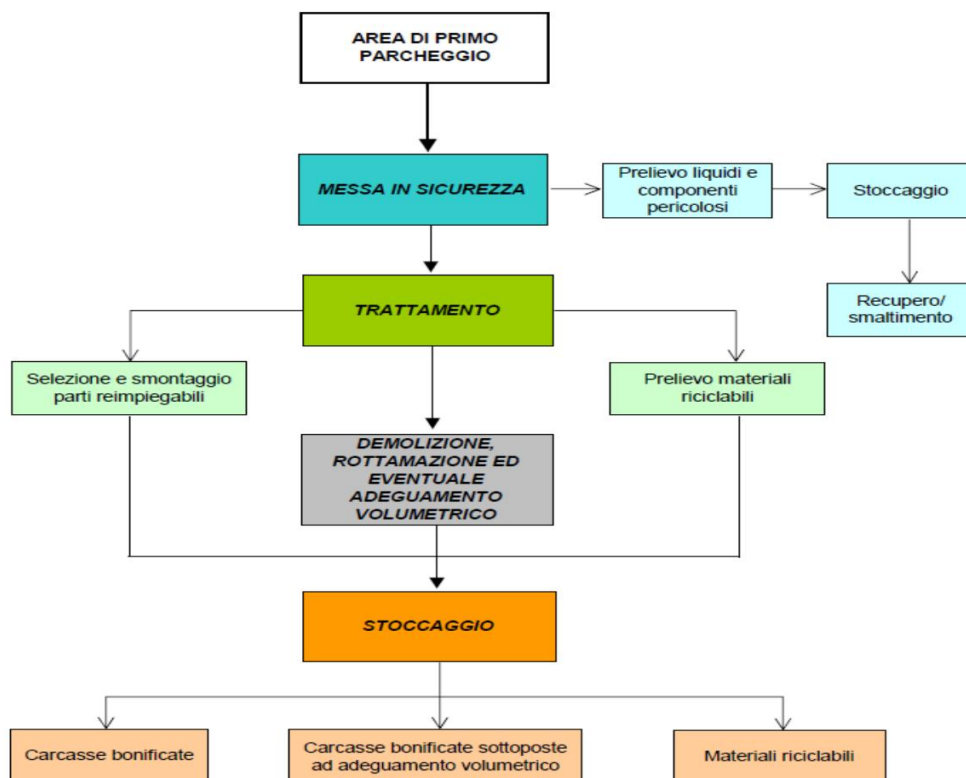 AREA DI PRIMO
PARCHEGGIO
MESSA IN SICUREZZA
Prelievo liquidi e
componenti
pericolosi
Stoccaggio
Recupero/
smaltimento
TRATTAMENTO
Selezione e smontaggio
parti reimpiegabili
Prelievo materiali
riciclabili
DEMOLIZIONE,
ROTTAMAZIONE ED
EVENTUALE
ADEGUAMENTO
VOLUMETRICO
STOCCAGGIO
Carcasse bonificate
Carcasse bonificate sottoposte
ad adeguamento volumetrico
Materiali riciclabili